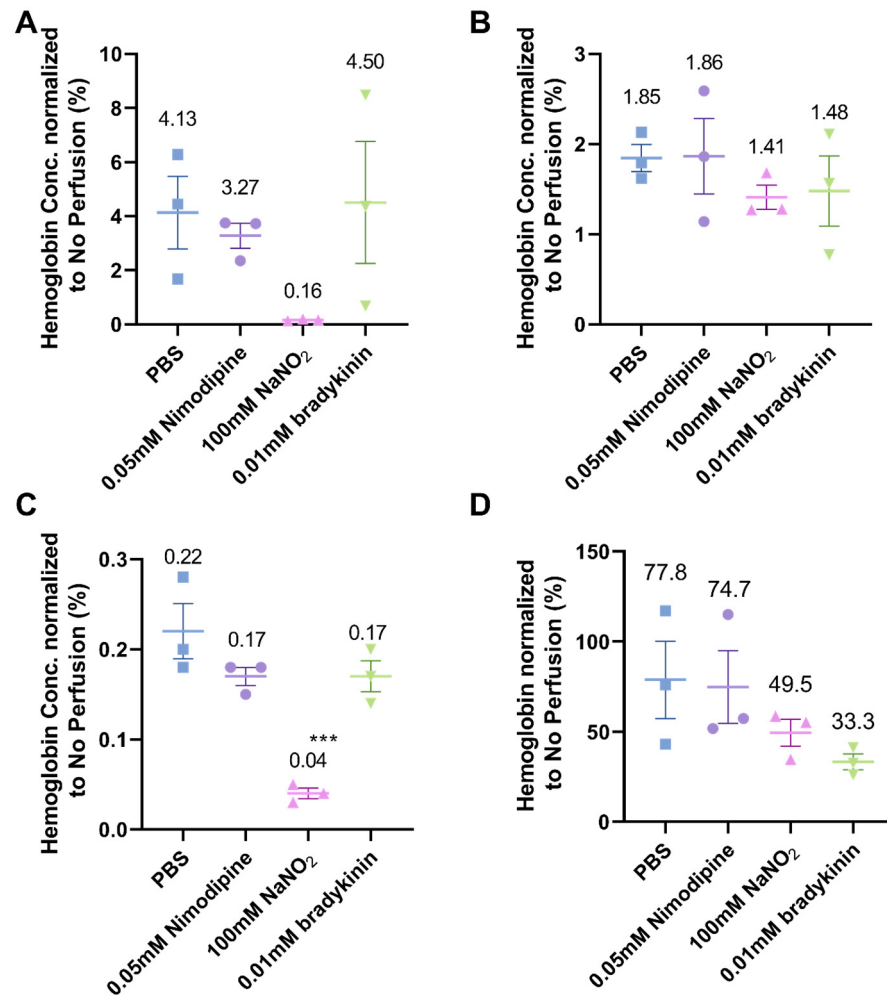 A
Hemoglobin Conc. normalized
to No Perfusion (%)
10
8
6
4
2
0
4.13
3.27
0.16
4.50
PBS
0.05mM Nimodipine
100mM NaNO₂
0.01mM bradykinin
B
Hemoglobin Conc. normalized
to No Perfusion (%)
3
2
1
0
1.85
1.86
1.41
1.48
PBS
0.05mM Nimodipine
100mM NaNO₂
0.01mM bradykinin
C
Hemoglobin Conc. normalized
to No Perfusion (%)
0.3
0.2
0.1
0.0
0.22
0.17
***
0.04
0.17
PBS
0.05mM Nimodipine
100mM NaNO₂
0.01mM bradykinin
D
Hemoglobin normalized
to No Perfusion (%)
150
100
50
0
77.8
74.7
49.5
33.3
PBS
0.05mM Nimodipine
100mM NaNO₂
0.01mM bradykinin